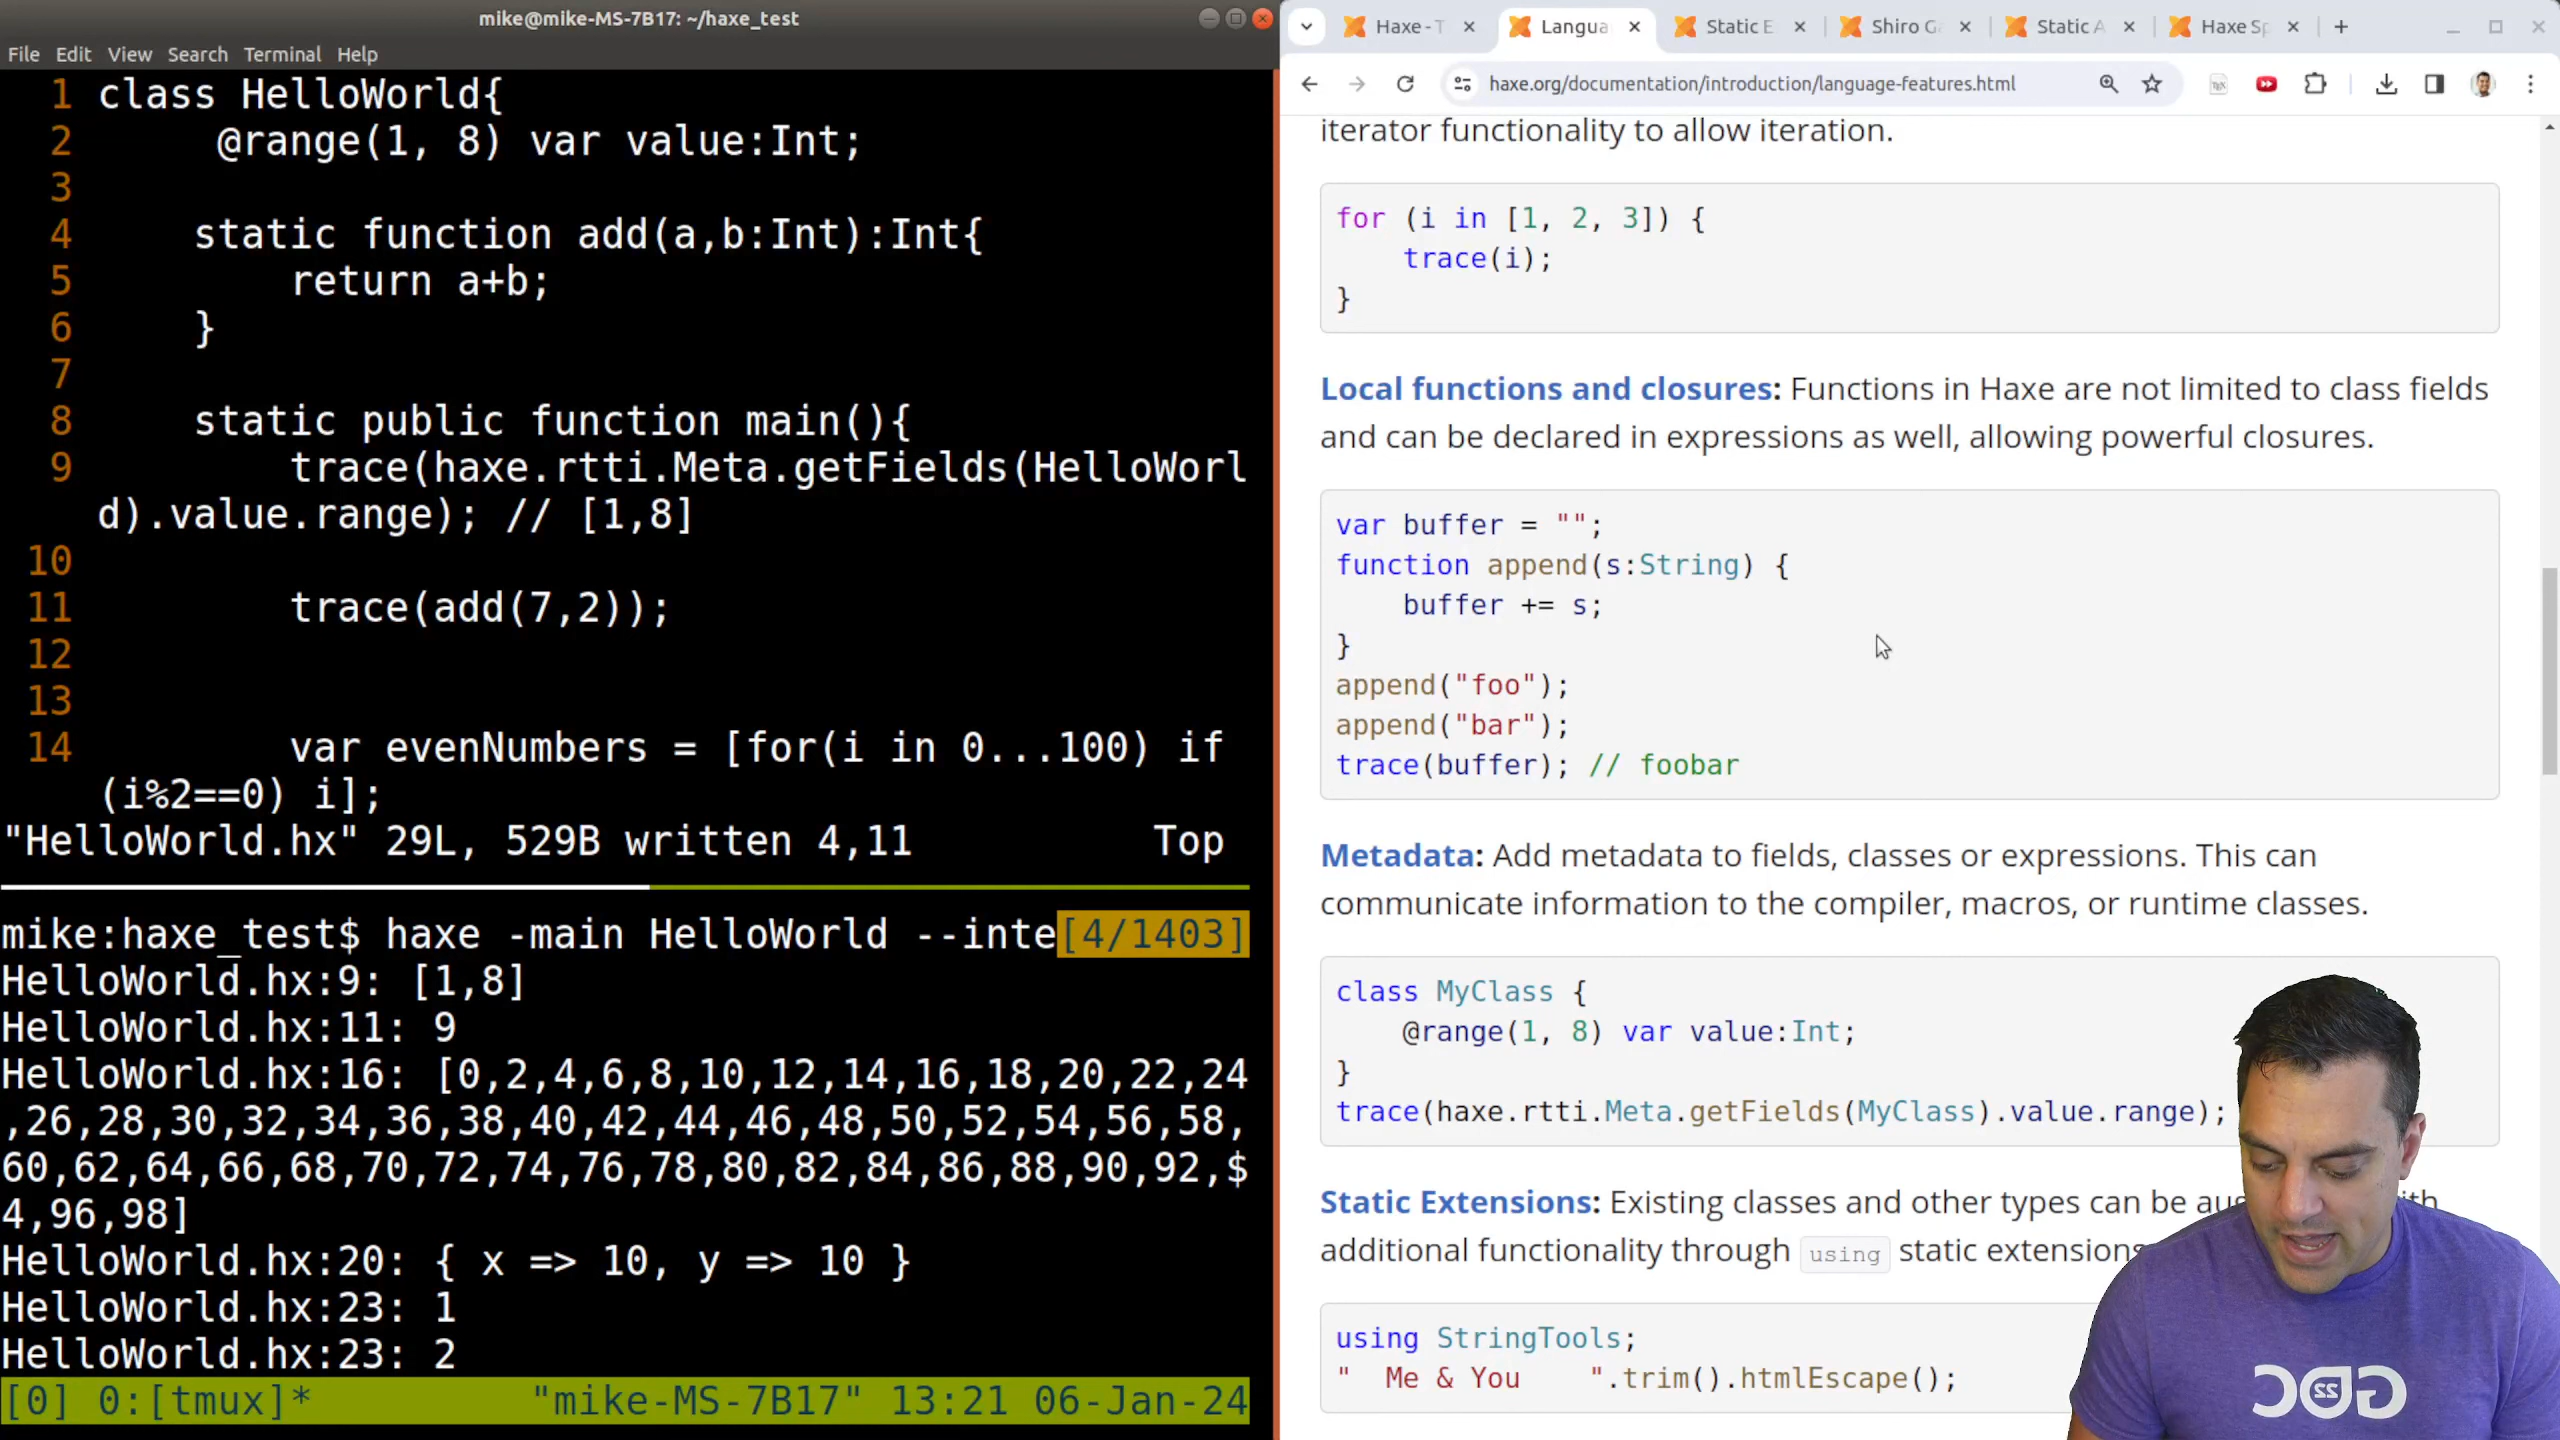 mike@mike-MS-7B17: ~/haxe_test
File Edit View Search Terminal Help
1 class HelloWorld{
2 @range(1, 8) var value:Int;
3
4 static function add(a,b:Int):Int{
5 return a+b;
6 }
7
8 static public function main(){
9 trace(haxe.rtti.Meta.getFields(HelloWorl
d).value.range); // [1,8]
10
11 trace(add(7,2));
12
13
14 var evenNumbers = [for(i in 0...100) if
(i%2==0) i];
"HelloWorld.hx" 29L, 529B written 4,11 Top
mike:haxe_test$ haxe -main HelloWorld --inte[4/1403]
HelloWorld.hx:9: [1,8]
HelloWorld.hx:11: 9
HelloWorld.hx:16: [0,2,4,6,8,10,12,14,16,18,20,22,24
,26,28,30,32,34,36,38,40,42,44,46,48,50,52,54,56,58,
60,62,64,66,68,70,72,74,76,78,80,82,84,86,88,90,92,$
4,96,98]
HelloWorld.hx:20: { x => 10, y => 10 }
HelloWorld.hx:23: 1
HelloWorld.hx:23: 2
[0] 0:[tmux]* "mike-MS-7B17" 13:21 06-Jan-24
Haxe - T
Langua
Static E
Shiro G
Static A
Haxe Sp
haxe.org/documentation/introduction/language-features.html
iterator functionality to allow iteration.
for (i in [1, 2, 3]) {
trace(i);
}
Local functions and closures: Functions in Haxe are not limited to class fields
and can be declared in expressions as well, allowing powerful closures.
var buffer = "";
function append(s:String) {
buffer += s;
}
append("foo");
append("bar");
trace(buffer); // foobar
Metadata: Add metadata to fields, classes or expressions. This can
communicate information to the compiler, macros, or runtime classes.
class MyClass {
@range(1, 8) var value:Int;
}
trace(haxe.rtti.Meta.getFields(MyClass).value.range);
Static Extensions: Existing classes and other types can be au th
additional functionality through using static extensions
using StringTools;
"  Me & You    ".trim().htmlEscape();
GDC 22